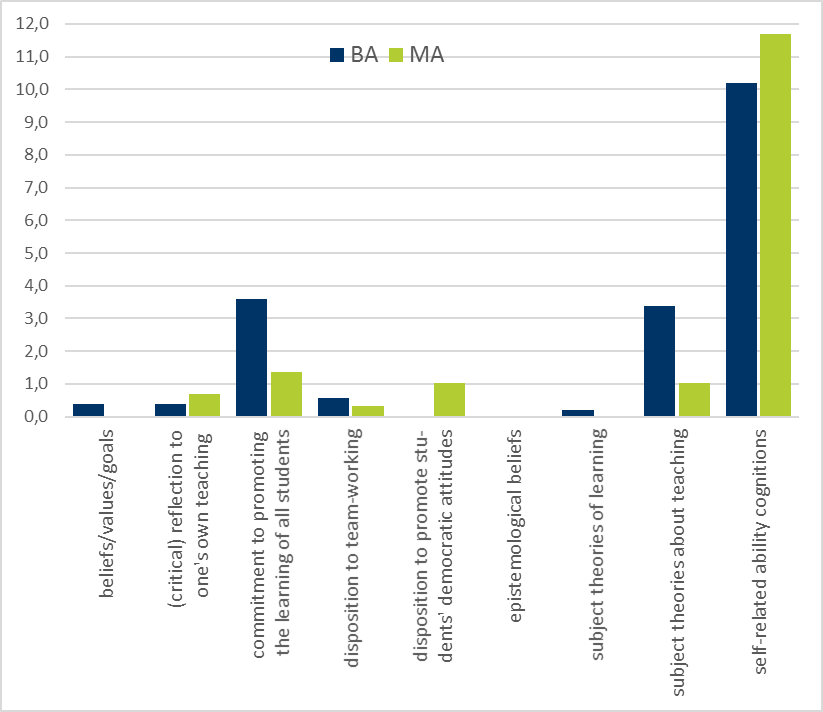 12,0
11,0
10,0
9,0
8,0
7,0
6,0
5,0
4,0
3,0
2,0
1,0
0,0
BA
MA
beliefs/values/goals
(critical) reflection to
one's own teaching
commitment to promoting
the learning of all students
disposition to team-working
disposition to promote stu-
dents' democratic attitudes
epistemological beliefs
subject theories of learning
subject theories about teaching
self-related ability cognitions